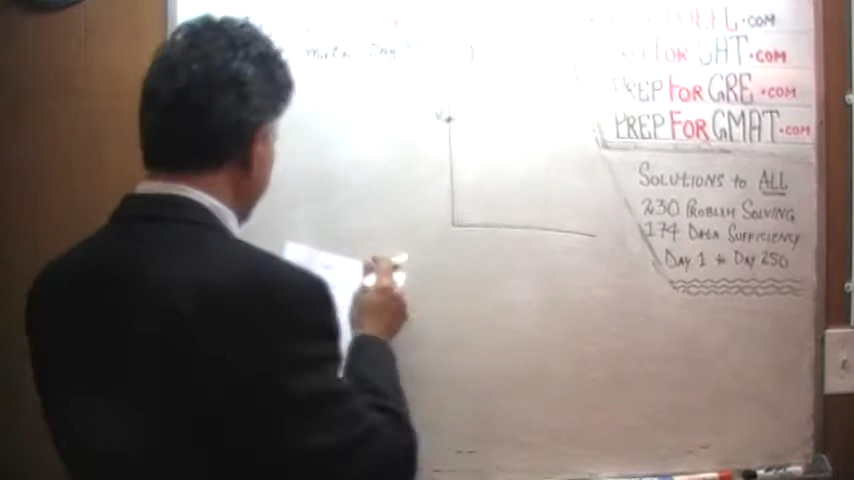 TOEFL.com
FOR SAT.com
PREP FOR GRE.com
PREP FOR GMAT.com
SOLUTIONS to ALL
230 PROBLEM SOLVING
174 DATA SUFFICIENCY
DAY 1 to DAY 250